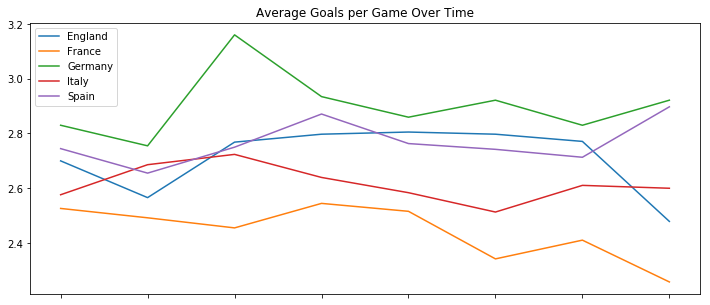 Average Goals per Game Over Time
England
France
Germany
Italy
Spain
3.2
3.0
2.8
2.6
2.4